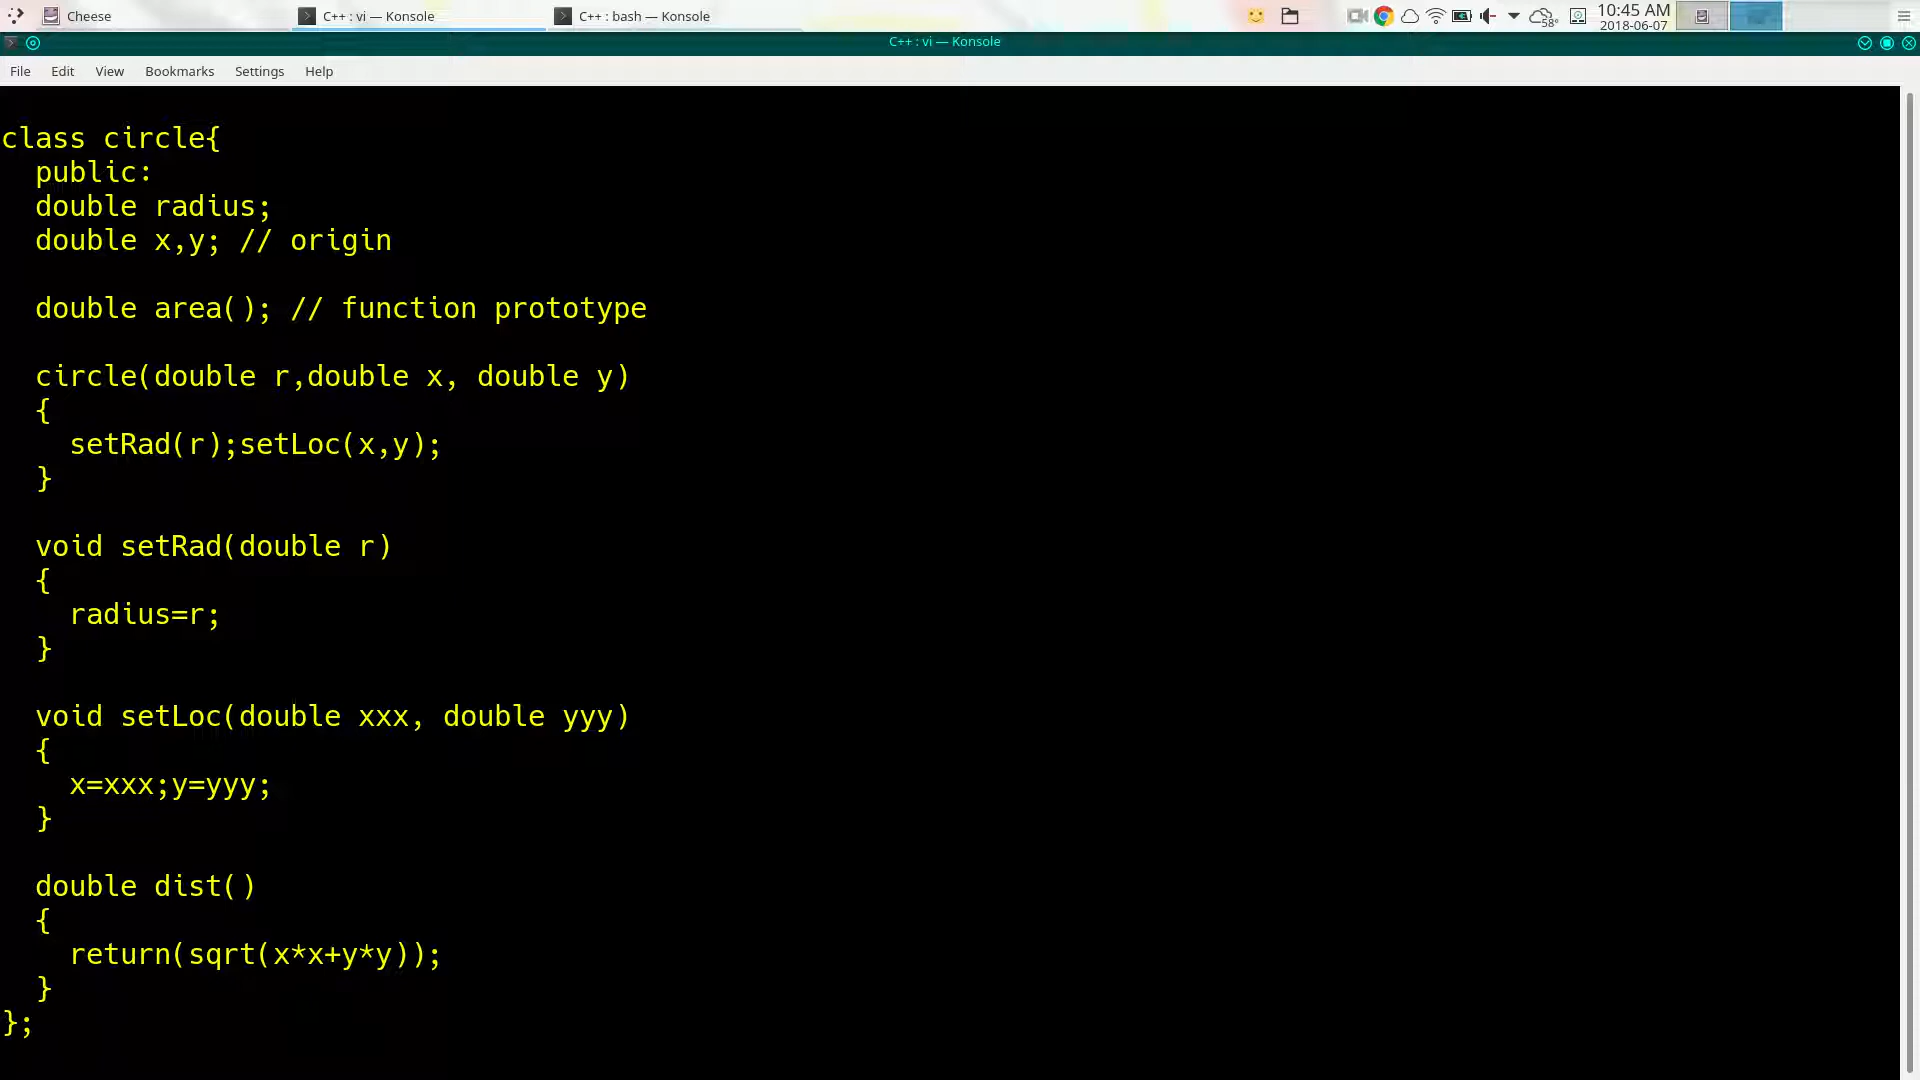 Cheese
C++ : vi — Konsole
C++ : bash — Konsole
58°
10:45 AM
2018-06-07
C++ : vi — Konsole
File Edit View Bookmarks Settings Help
class circle{
  public:
  double radius;
  double x,y; // origin
  double area(); // function prototype
  circle(double r,double x, double y)
  {
    setRad(r);setLoc(x,y);
  }
  void setRad(double r)
  {
    radius=r;
  }
  void setLoc(double xxx, double yyy)
  {
    x=xxx;y=yyy;
  }
  double dist()
  {
    return(sqrt(x*x+y*y));
  }
};